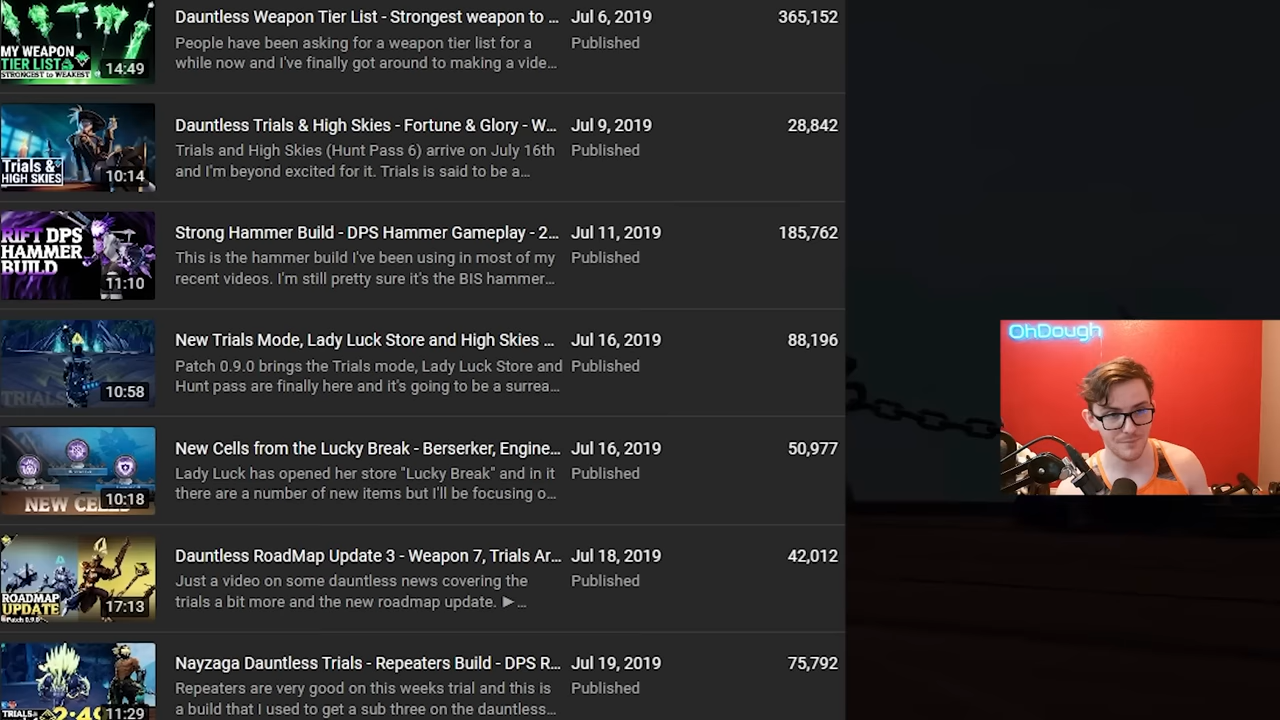 Dauntless Weapon Tier List - Strongest weapon to ... Jul 6, 2019 365,152
People have been asking for a weapon tier list for a Published
while now and I've finally got around to making a vide...
MY WEAPON
TIER LIST
STRONGEST to WEAKEST
14:49
Dauntless Trials & High Skies - Fortune & Glory - W... Jul 9, 2019 28,842
Trials and High Skies (Hunt Pass 6) arrive on July 16th Published
and I'm beyond excited for it. Trials is said to be a...
Trials &
HIGH SKIES
10:14
Strong Hammer Build - DPS Hammer Gameplay - 2... Jul 11, 2019 185,762
This is the hammer build I've been using in most of my Published
recent videos. I'm still pretty sure it's the BIS hammer...
RIFT DPS
HAMMER
BUILD
11:10
New Trials Mode, Lady Luck Store and High Skies ... Jul 16, 2019 88,196
Patch 0.9.0 brings the Trials mode, Lady Luck Store and Published
Hunt pass are finally here and it's going to be a surrea...
TRIALS
10:58
New Cells from the Lucky Break - Berserker, Engine... Jul 16, 2019 50,977
Lady Luck has opened her store "Lucky Break" and in it Published
there are a number of new items but I'll be focusing o...
NEW CE
10:18
Dauntless RoadMap Update 3 - Weapon 7, Trials Ar... Jul 18, 2019 42,012
Just a video on some dauntless news covering the Published
trials a bit more and the new roadmap update. ▶ ...
ROADMAP
UPDATE
Patch 0.9.0
17:13
Nayzaga Dauntless Trials - Repeaters Build - DPS R... Jul 19, 2019 75,792
Repeaters are very good on this weeks trial and this is Published
a build that I used to get a sub three on the dauntless...
TRIALS
11:29
OhDough